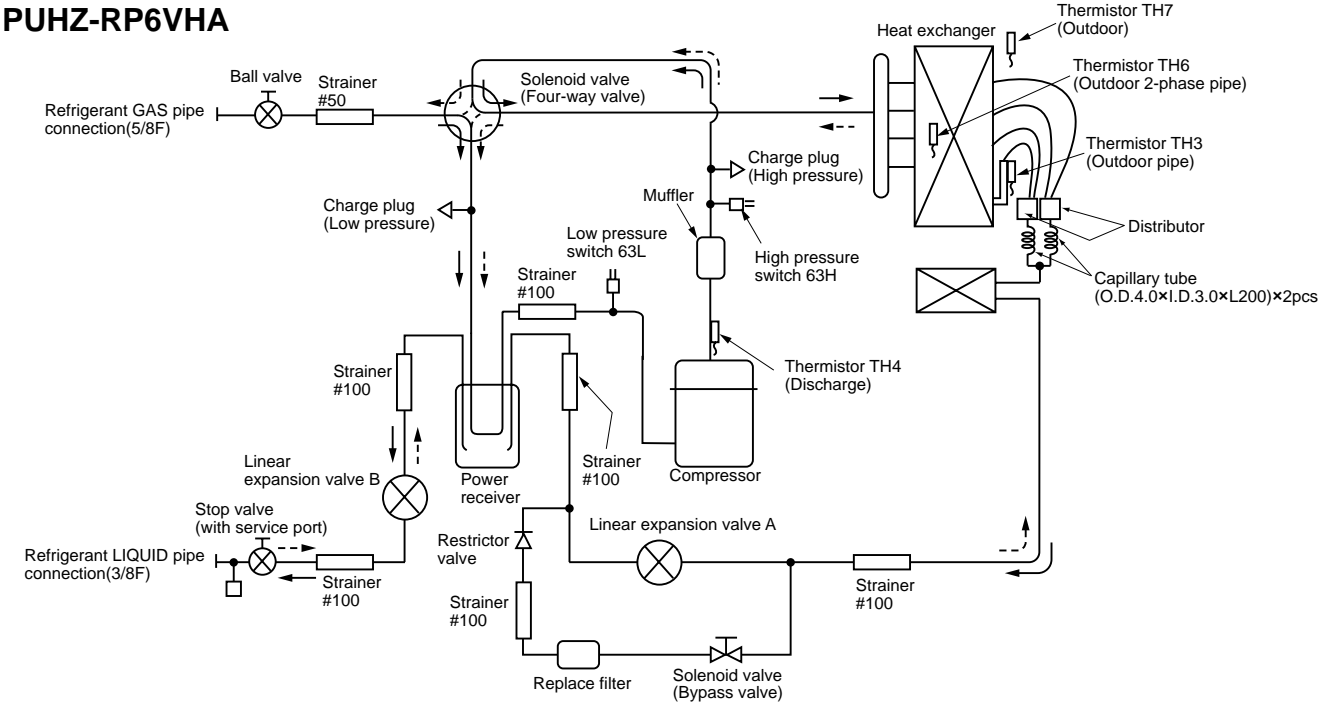 PUHZ-RP6VHA
Thermistor TH7
(Outdoor)
Heat exchanger
Ball valve
Strainer
#50
Solenoid valve
(Four-way valve)
Thermistor TH6
(Outdoor 2-phase pipe)
Refrigerant GAS pipe
connection(5/8F)
Thermistor TH3
(Outdoor pipe)
Charge plug
(High pressure)
Muffler
Charge plug
(Low pressure)
Distributor
Low pressure
switch 63L
High pressure
switch 63H
Strainer
#100
Capillary tube
(O.D.4.0×I.D.3.0×L200)×2pcs
Strainer
#100
Thermistor TH4
(Discharge)
Linear
expansion valve B
Power
receiver
Strainer
#100
Compressor
Stop valve
(with service port)
Linear expansion valve A
Restrictor
valve
Refrigerant LIQUID pipe
connection(3/8F)
Strainer
#100
Strainer
#100
Strainer
#100
Replace filter
Solenoid valve
(Bypass valve)